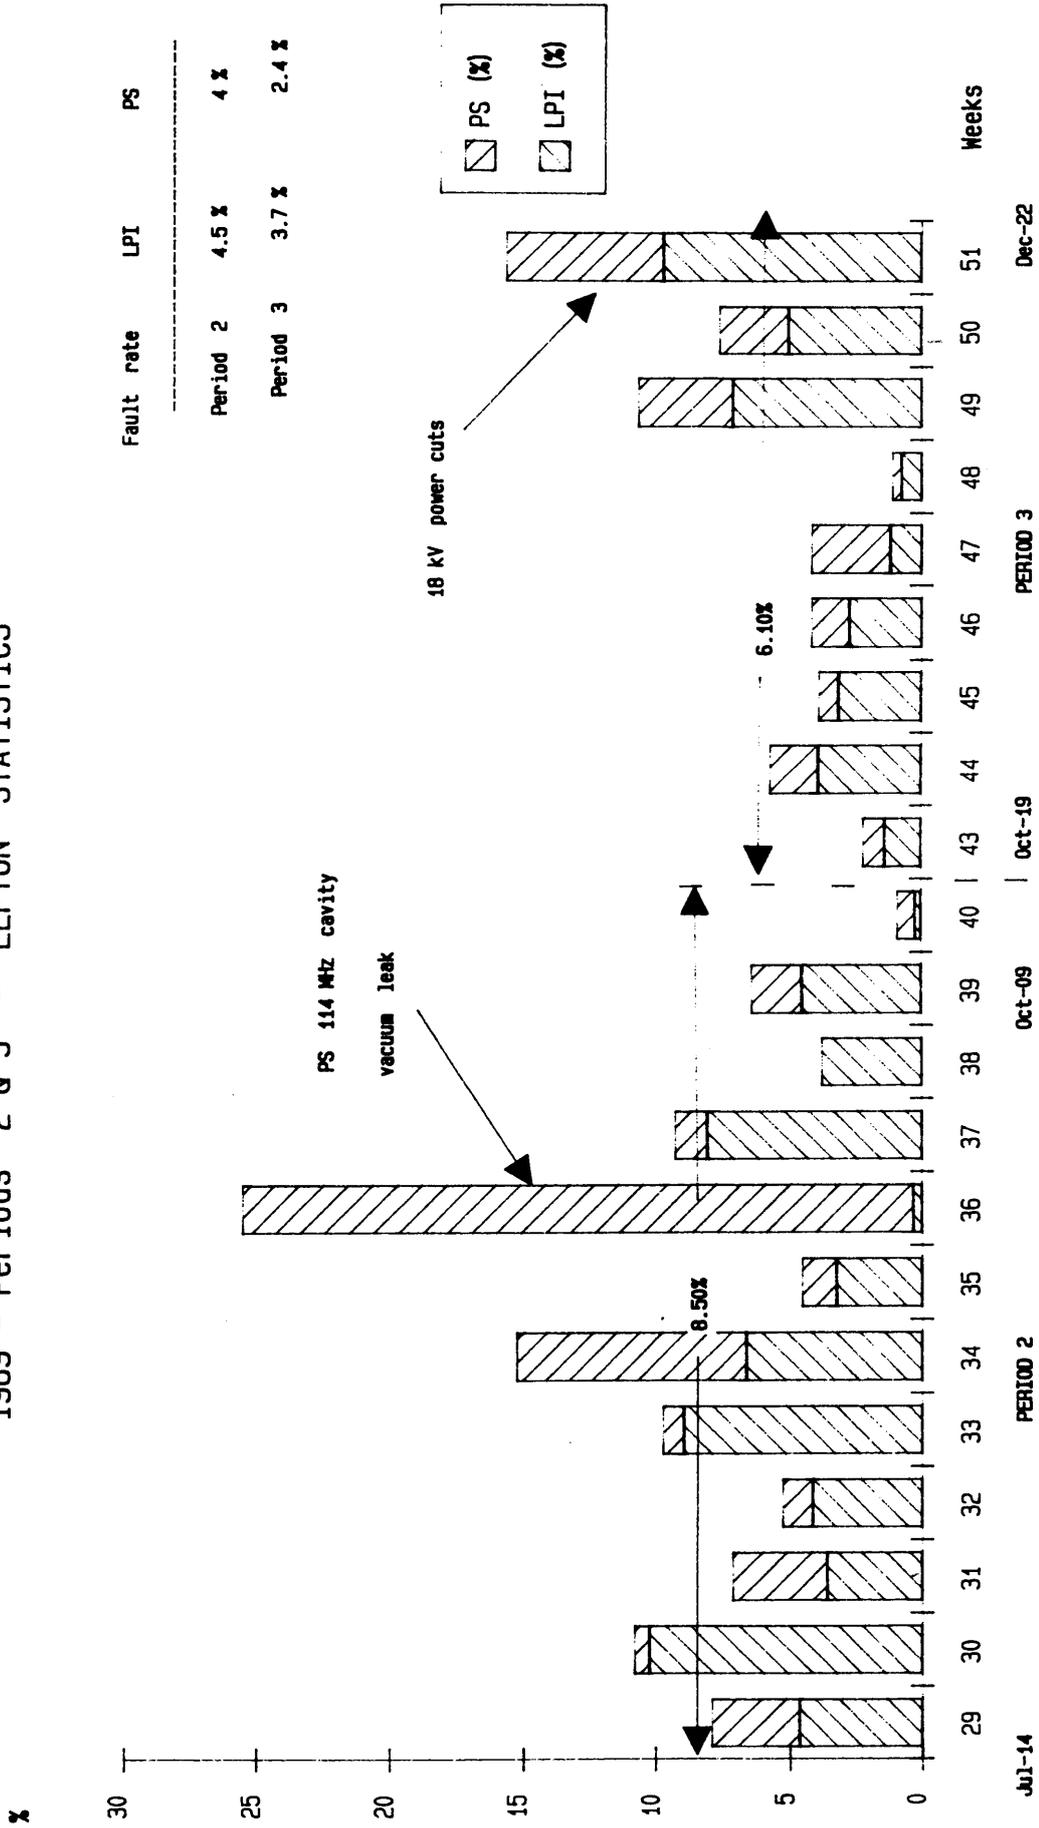 %
Fault rate LPI PS
Period 2 4.5 % 4 %
Period 3 3.7 % 2.4 %
PS 114 MHz cavity
vacuum leak
18 kV power cuts
PS (%)
LPI (%)
8.50%
6.10%
30
25
20
15
10
5
0
29 30 31 32 33 34 35 36 37 38 39 40 43 44 45 46 47 48 49 50 51 Weeks
Jul-14 PERIOD 2 Oct-09 Oct-19 PERIOD 3 Dec-22